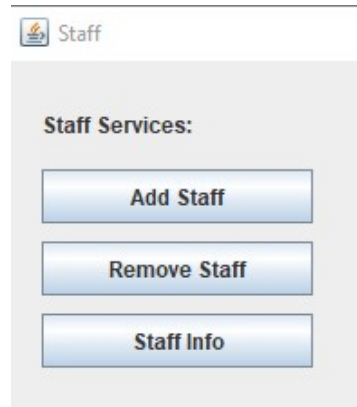 Staff
Staff Services:
Add Staff
Remove Staff
Staff Info